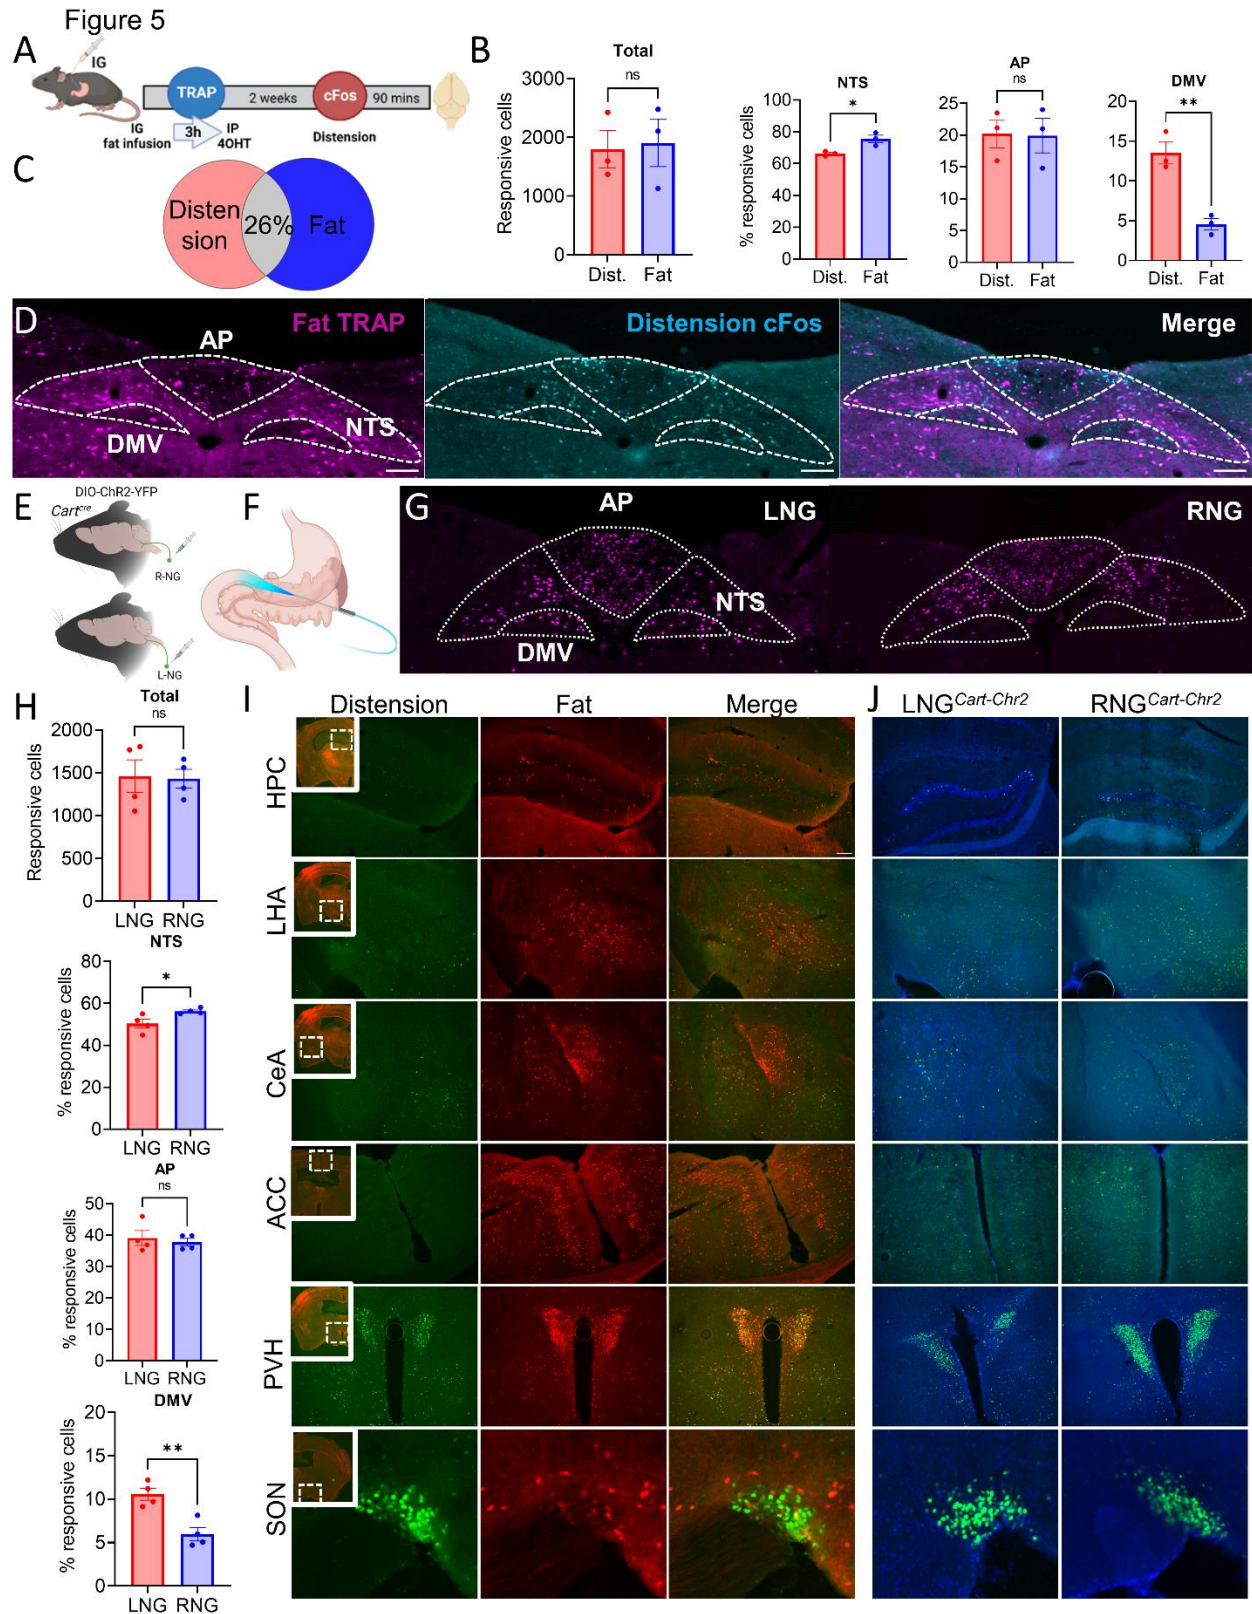 Figure 5
A
IG
TRAP
2 weeks
cFos
90 mins
IG
fat infusion
3h
IP
4OHT
Distension
B
Total
ns
Responsive cells
3000
2000
1000
0
Dist. Fat
NTS
*
% responsive cells
100
80
60
40
20
0
Dist. Fat
AP
ns
25
20
15
10
5
0
Dist. Fat
DMV
**
15
10
5
0
Dist. Fat
C
Disten
sion
26%
Fat
D
Fat TRAP
AP
DMV
NTS
Distension cFos
Merge
E
DIO-ChR2-YFP
Cartcre
R-NG
L-NG
F
G
AP
LNG
NTS
DMV
RNG
H
Total
ns
Responsive cells
2000
1500
1000
500
0
LNG RNG
NTS
*
% responsive cells
80
60
40
20
0
LNG RNG
AP
ns
% responsive cells
50
40
30
20
10
0
LNG RNG
DMV
**
% responsive cells
20
15
10
5
0
LNG RNG
I
Distension
Fat
Merge
HPC
LHA
CeA
ACC
PVH
SON
J
LNGCart-Chr2
RNGCart-Chr2